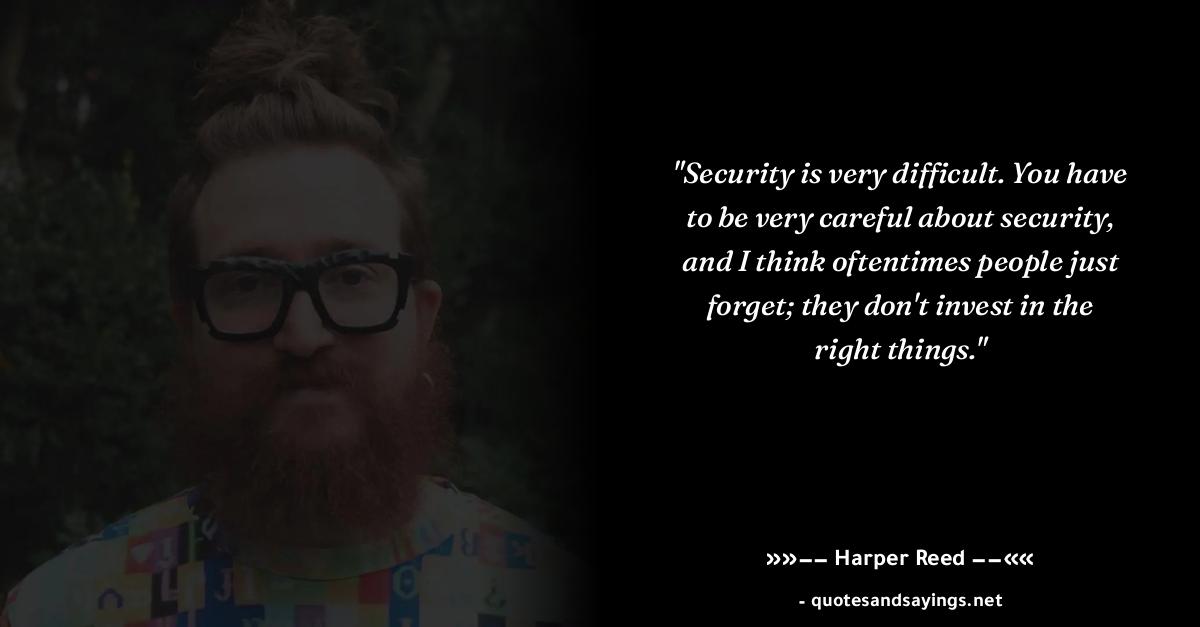 "Security is very difficult. You have
to be very careful about security,
and I think oftentimes people just
forget; they don't invest in the
right things."
»»−− Harper Reed −−««
- quotesandsayings.net